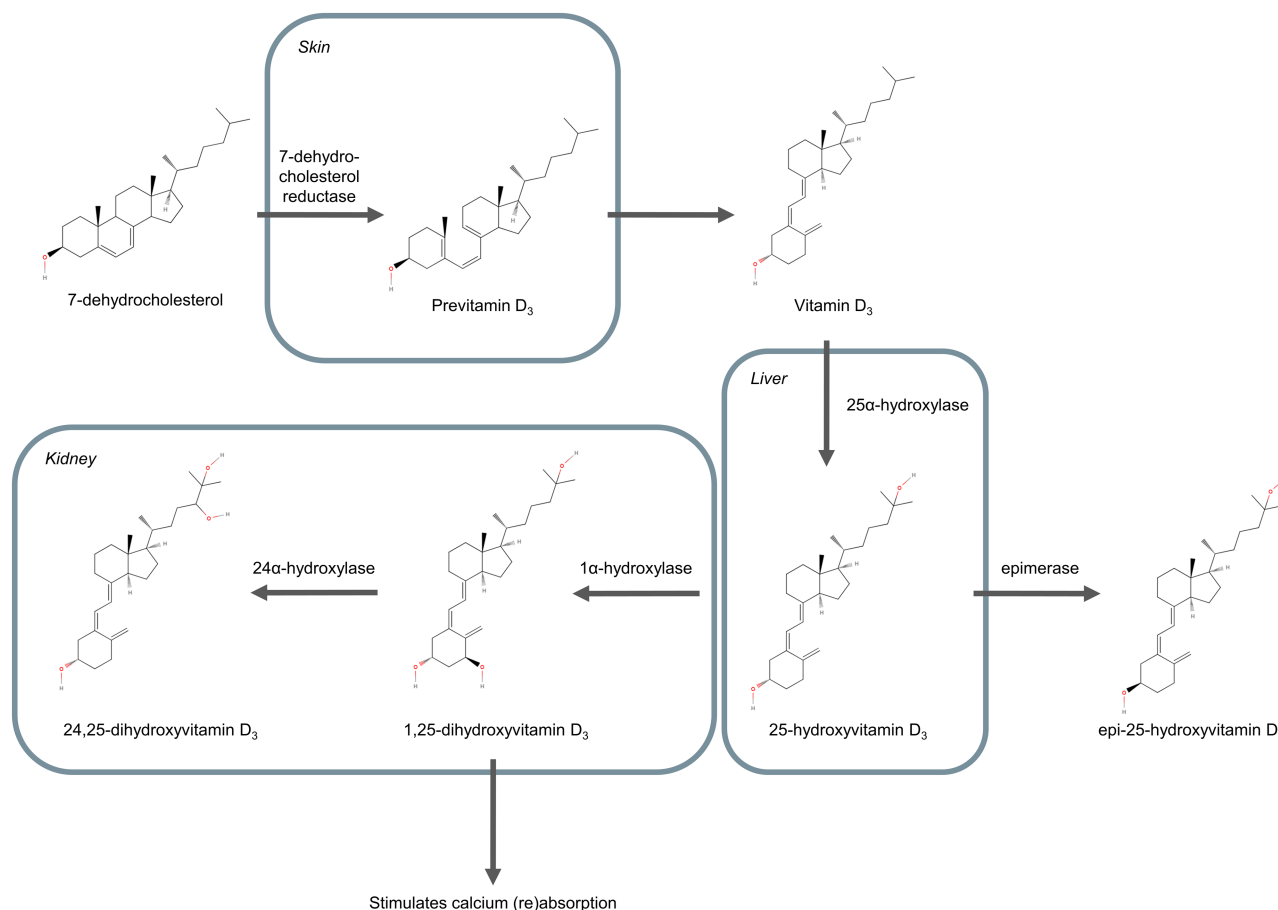 Skin
7-dehydro-
cholesterol
reductase
7-dehydrocholesterol
Previtamin D3
Vitamin D3
Liver
25α-hydroxylase
Kidney
24α-hydroxylase
1α-hydroxylase
epimerase
24,25-dihydroxyvitamin D3
1,25-dihydroxyvitamin D3
25-hydroxyvitamin D3
epi-25-hydroxyvitamin D
Stimulates calcium (re)absorption